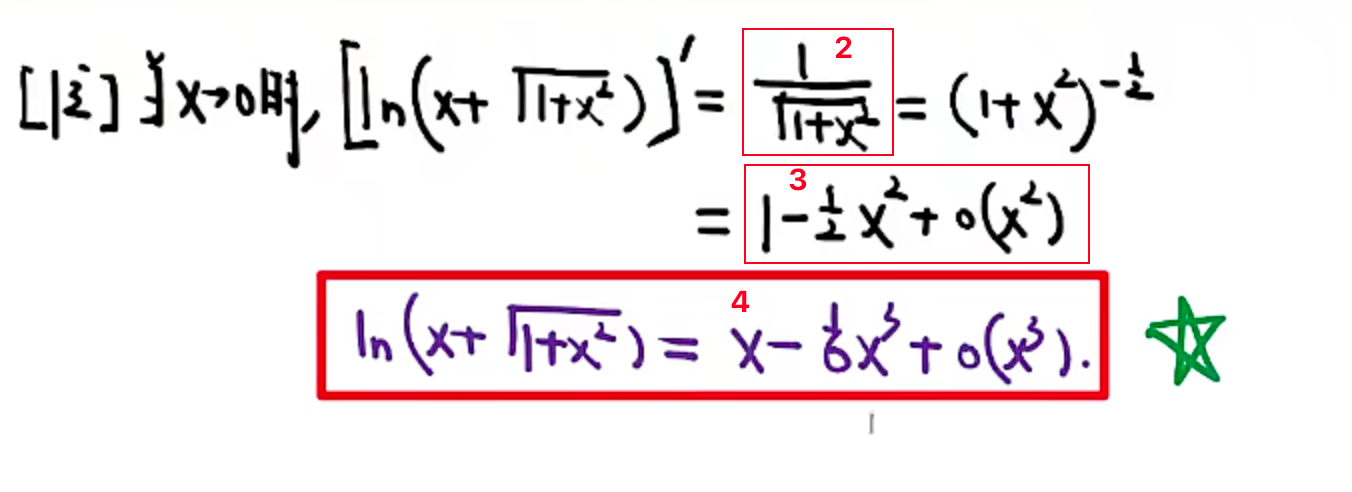 [注] 当x→0时, [ln(x+√(1+x²))]′ = 2 1/√(1+x²) = (1+x²)^(-1/2)
= 3 1-1/2x²+o(x²)
ln(x+√(1+x²)) = 4 x-1/6x³+o(x³).